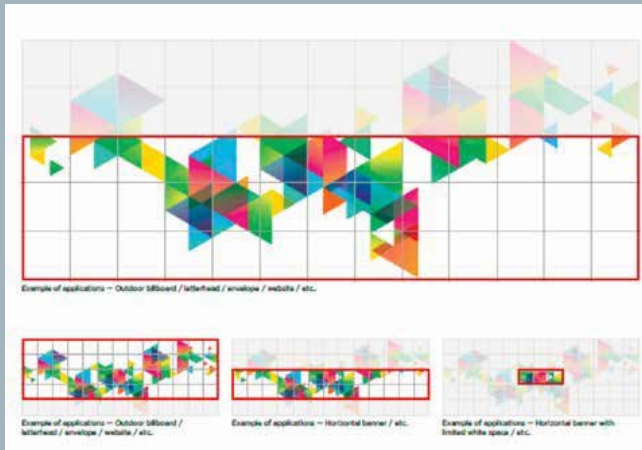 Example of applications — Outdoor billboard / letterhead / envelope / website / etc.
Example of applications — Outdoor billboard /
letterhead / envelope / website / etc.
Example of applications — Horizontal banner / etc.
Example of applications — Horizontal banner with
limited white space / etc.